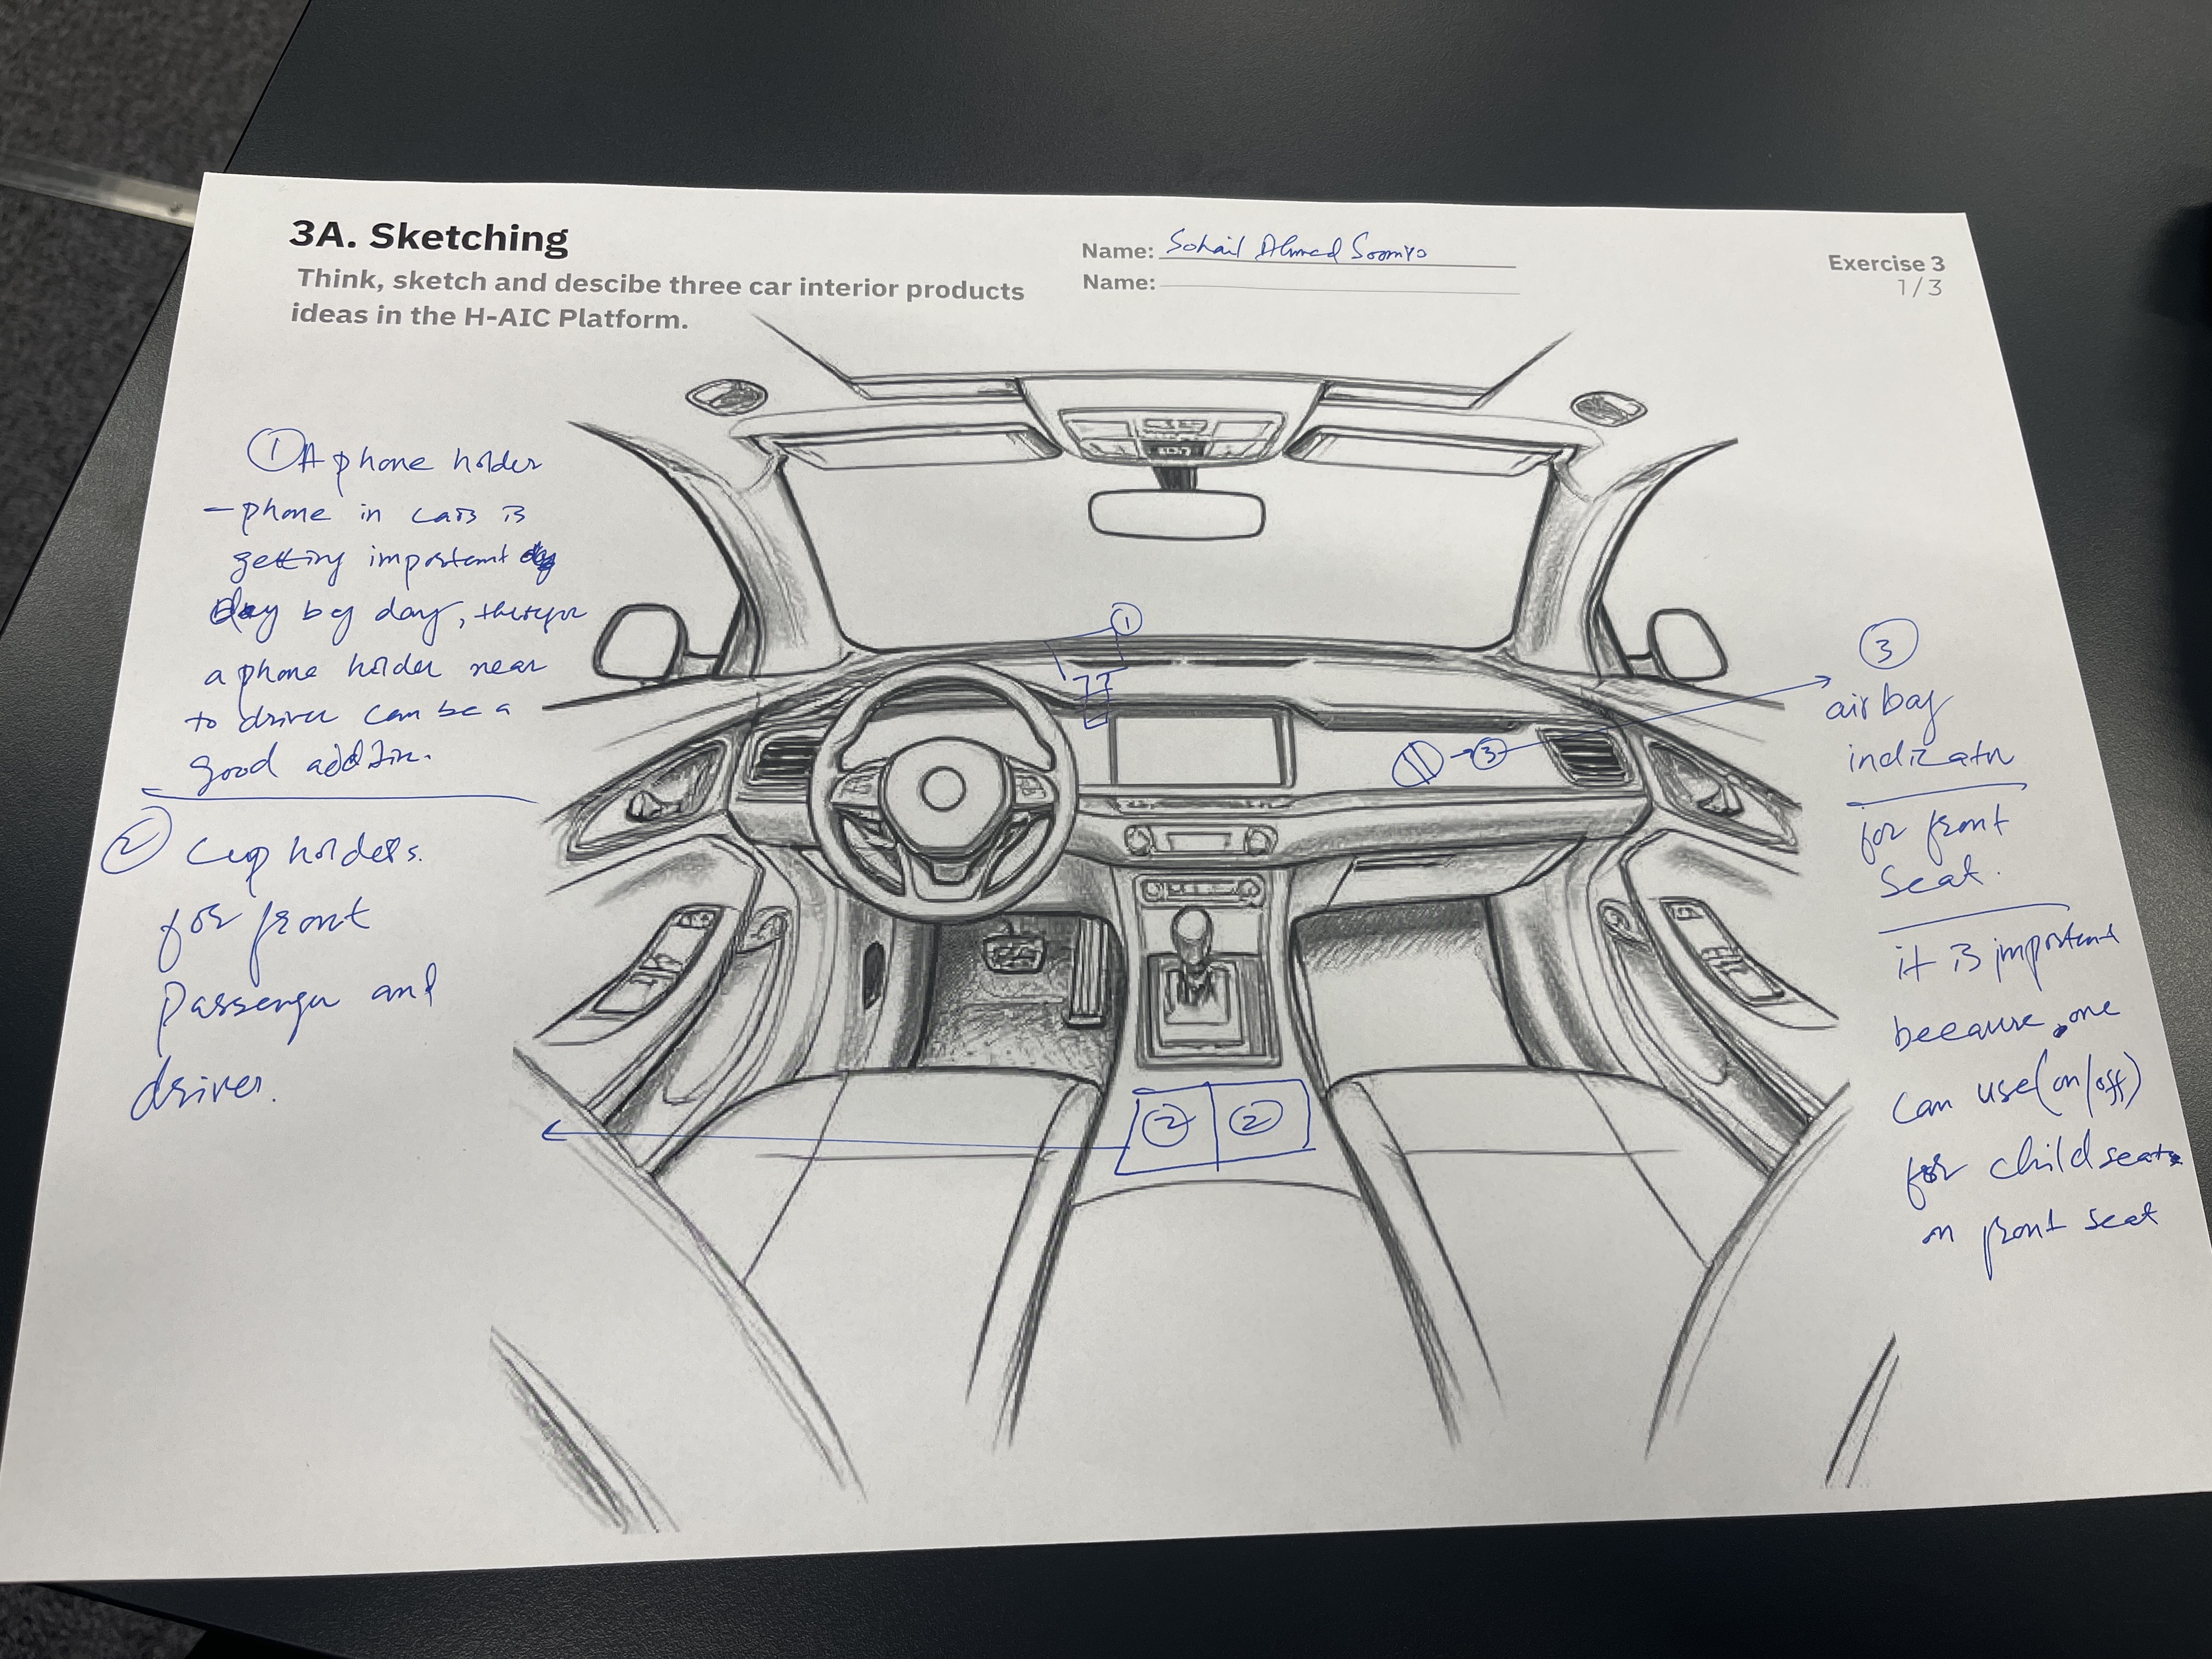 3A. Sketching
Think, sketch and descibe three car interior products
ideas in the H-AIC Platform.
Name: Sohail Ahmed Soomro
Name:
Exercise 3
1/3
① A phone holder
- phone in cars is
getting important
day by day,
a phone holder near
to driver can be a
good addition.
② Cup holders.
for front
Passenger and
driver.
①
②
②
③
③
airbag
indicator
for front
seat.
it is important
because one
can use (on/off)
for child seats
on front seat